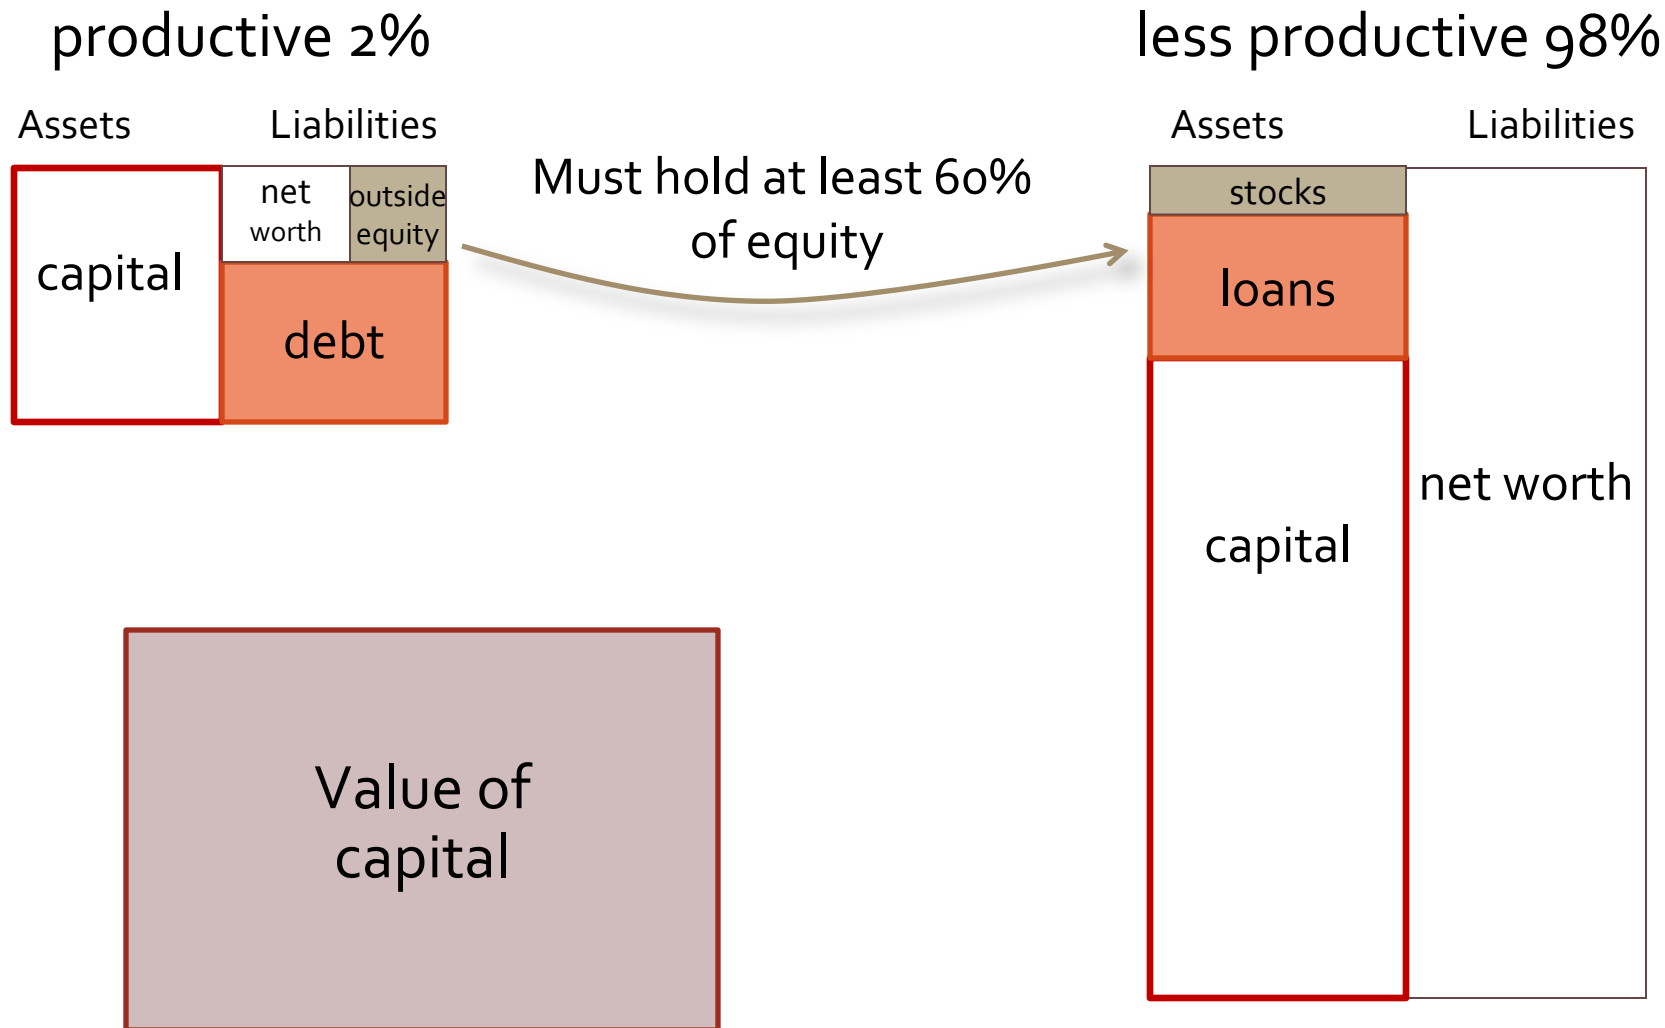 productive 2%
less productive 98%
Assets
Liabilities
Assets
Liabilities
net
worth
outside
equity
capital
debt
Must hold at least 60%
of equity
stocks
loans
capital
net worth
Value of
capital